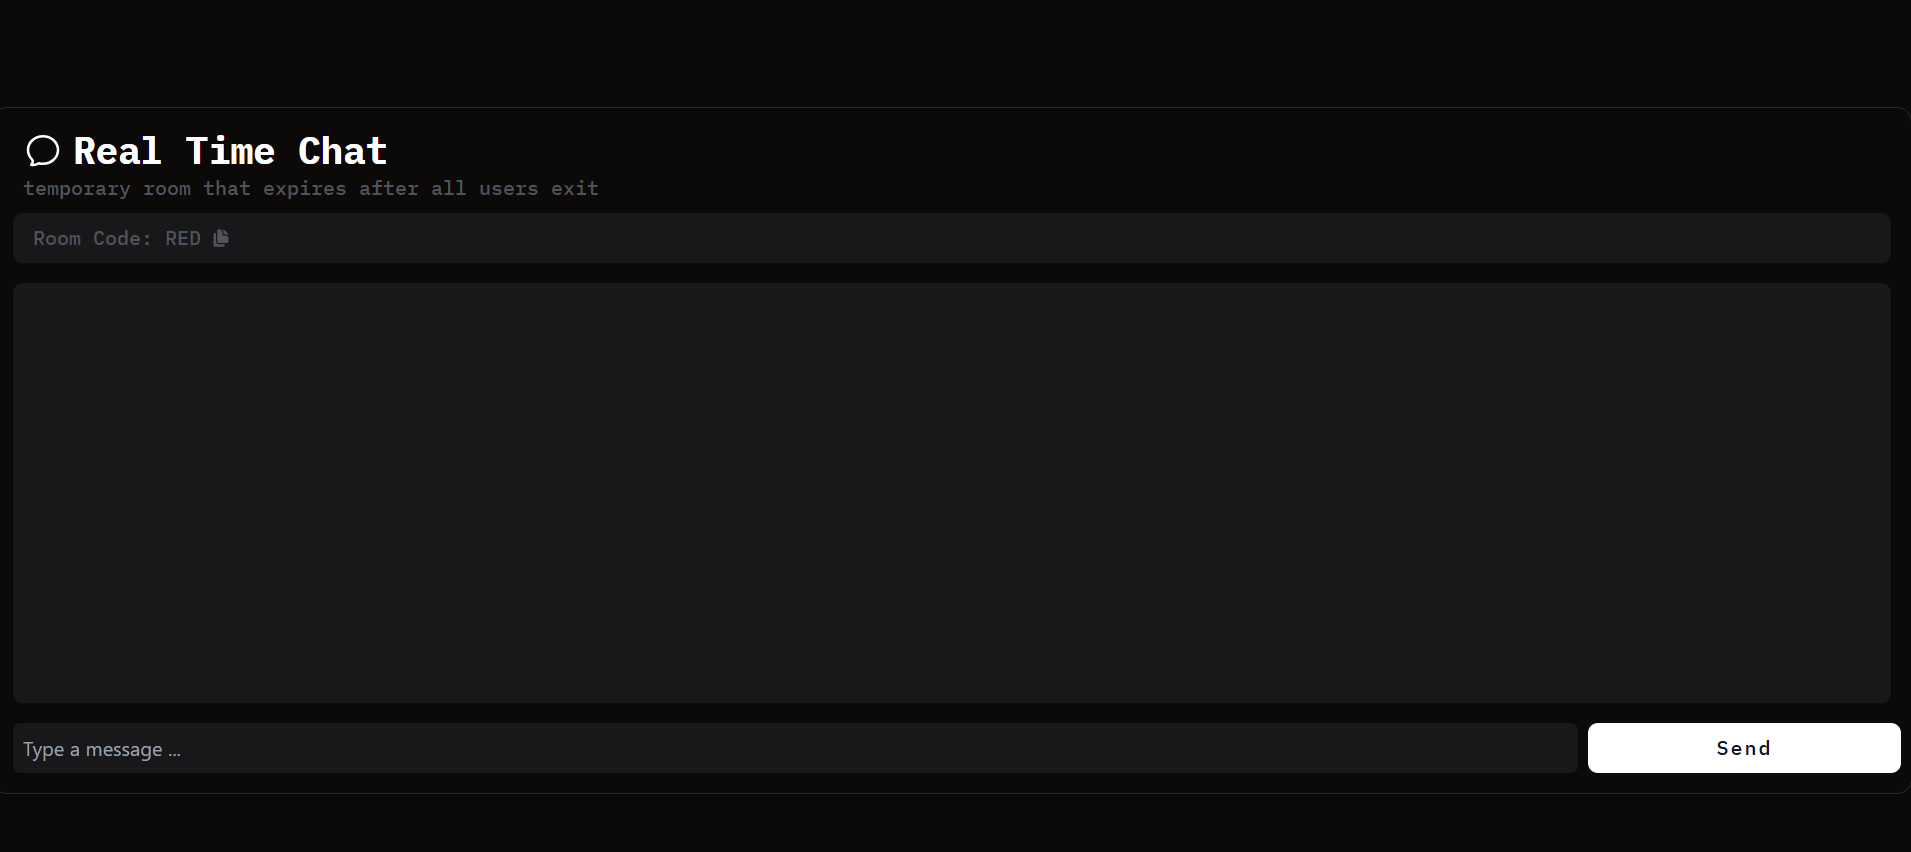 Real Time Chat
temporary room that expires after all users exit
Room Code: RED
Type a message ...
Send